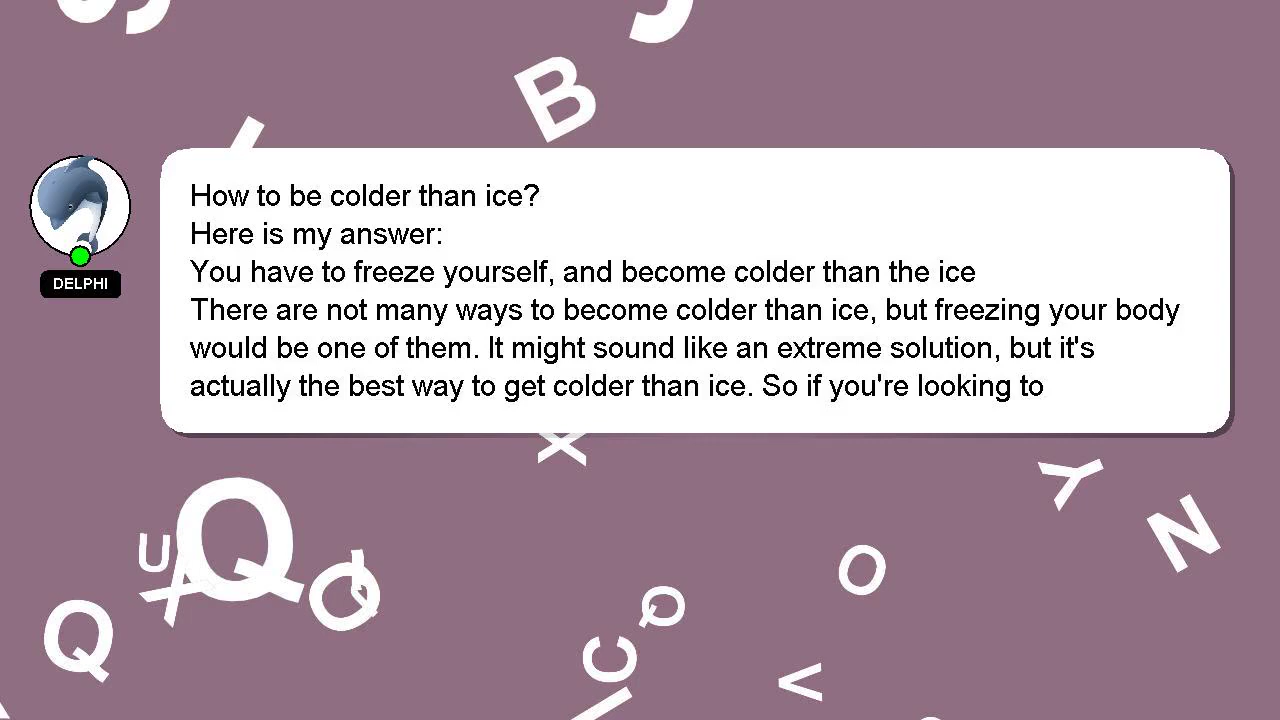 How to be colder than ice?
Here is my answer:
You have to freeze yourself, and become colder than the ice
There are not many ways to become colder than ice, but freezing your body
would be one of them. It might sound like an extreme solution, but it's
actually the best way to get colder than ice. So if you're looking to
DELPHI
B
X
Y
N
Q
U
X
Q
O
Q
Q
C
V